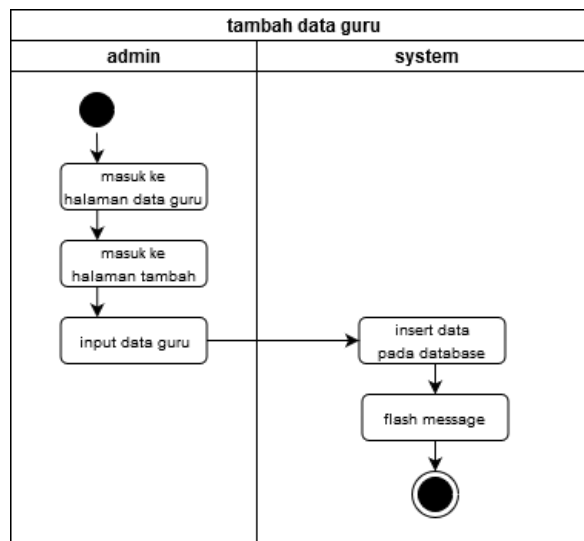 tambah data guru
admin
system
masuk ke
halaman data guru
masuk ke
halaman tambah
input data guru
insert data
pada database
flash message